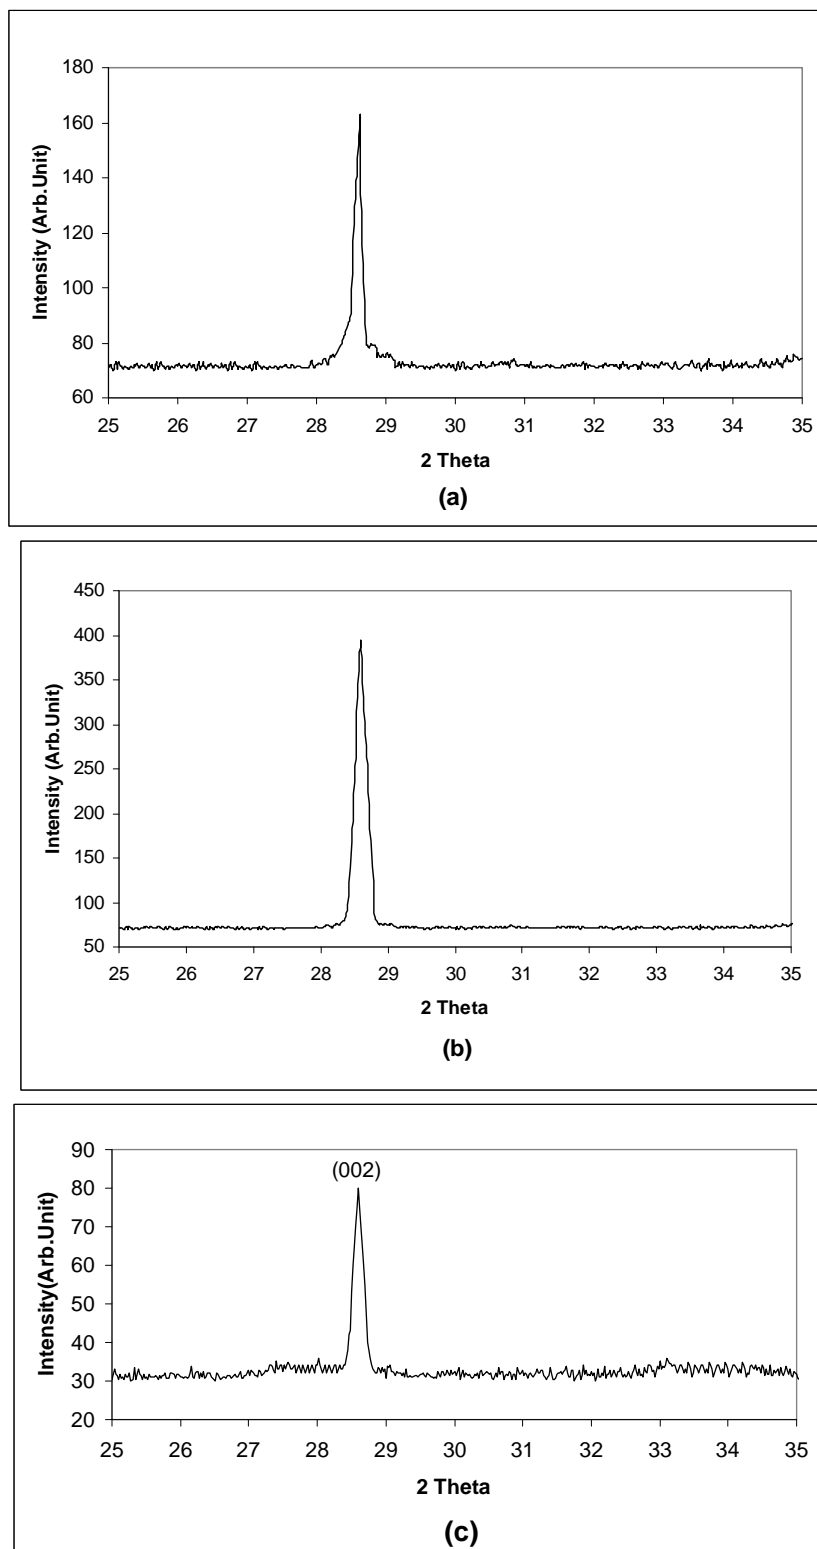 180
160
140
120
100
80
60
Intensity (Arb.Unit)
25 26 27 28 29 30 31 32 33 34 35
2 Theta
(a)
450
400
350
300
250
200
150
100
50
Intensity (Arb.Unit)
25 26 27 28 29 30 31 32 33 34 35
2 Theta
(b)
90
80
70
60
50
40
30
20
Intensity(Arb.Unit)
(002)
25 26 27 28 29 30 31 32 33 34 35
2 Theta
(c)